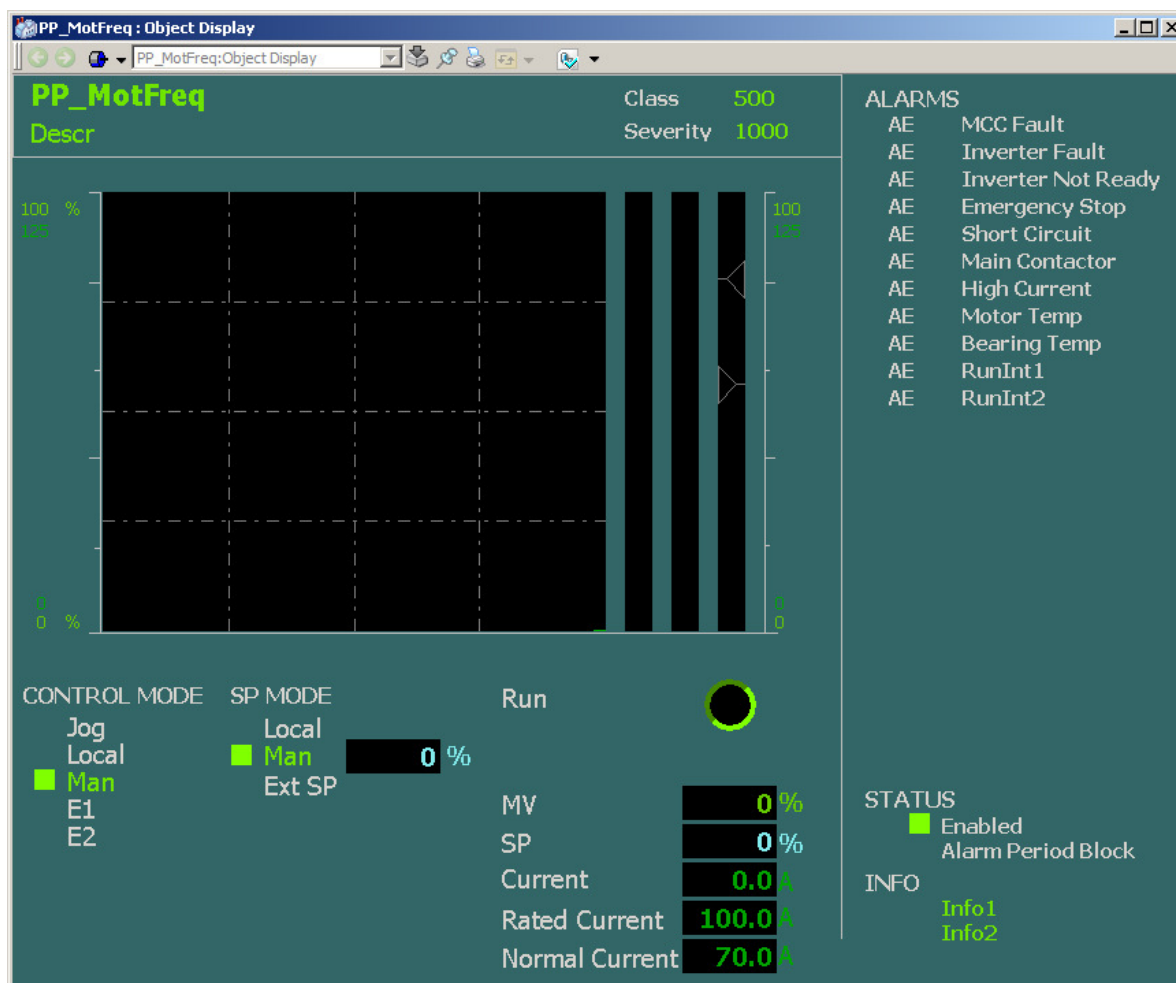 PP_MotFreq : Object Display
PP_MotFreq:Object Display
PP_MotFreq
Descr
Class 500
Severity 1000
100 %
125
100
125
0
0 %
0
0
ALARMS
AE MCC Fault
AE Inverter Fault
AE Inverter Not Ready
AE Emergency Stop
AE Short Circuit
AE Main Contactor
AE High Current
AE Motor Temp
AE Bearing Temp
AE RunInt1
AE RunInt2
CONTROL MODE
Jog
Local
Man
E1
E2
SP MODE
Local
Man 0 %
Ext SP
Run
MV 0 %
SP 0 %
Current 0.0 A
Rated Current 100.0 A
Normal Current 70.0 A
STATUS
Enabled
Alarm Period Block
INFO
Info1
Info2